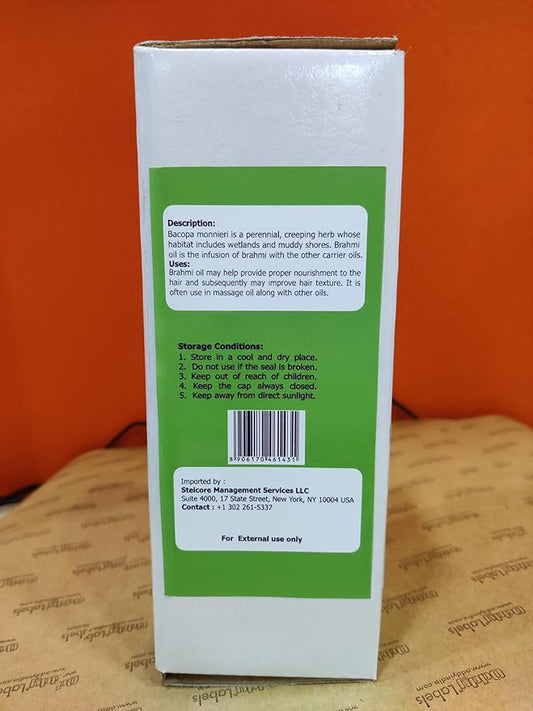 Description:
Bacopa monnieri is a perennial, creeping herb whose
habitat includes wetlands and muddy shores. Brahmi
oil is the infusion of brahmi with the other carrier oils.
Uses:
Brahmi oil may help provide proper nourishment to the
hair and subsequently may improve hair texture. It is
often use in massage oil along with other oils.
Storage Conditions:
1. Store in a cool and dry place.
2. Do not use if the seal is broken.
3. Keep out of reach of children.
4. Keep the cap always closed.
5. Keep away from direct sunlight.
8 906170 461431
Imported by :
Stelcore Management Services LLC
Suite 4000, 17 State Street, New York, NY 10004 USA
Contact : +1 302 261-5337
For External use only